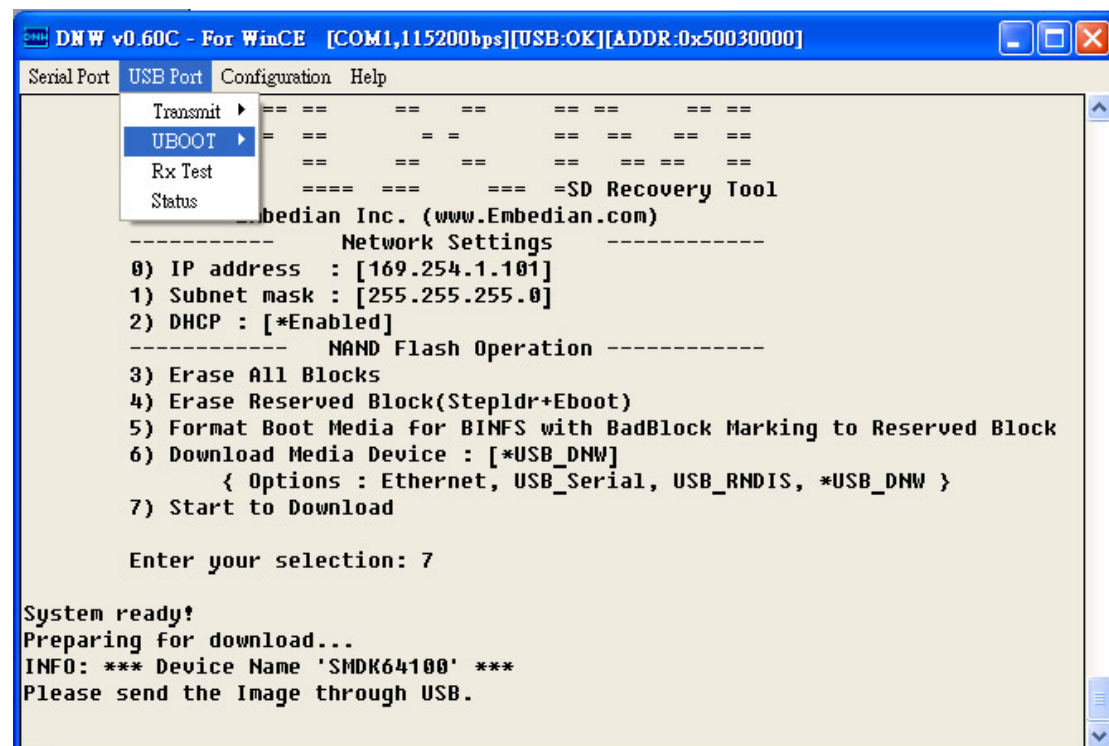 DNW v0.60C - For WinCE [COM1,115200bps][USB:OK][ADDR:0x50030000]
Serial Port USB Port Configuration Help
Transmit
UBOOT
Rx Test
Status
== == == == == == == ==
= == = = == == == ==
== == == == == == ==
==== === === =SD Recovery Tool
Inc. (www.Embedian.com)
----------- Network Settings ------------
0) IP address : [169.254.1.101]
1) Subnet mask : [255.255.255.0]
2) DHCP : [*Enabled]
------------ NAND Flash Operation ------------
3) Erase All Blocks
4) Erase Reserved Block(Stepldr+Eboot)
5) Format Boot Media for BINFS with BadBlock Marking to Reserved Block
6) Download Media Device : [*USB_DNW]
{ Options : Ethernet, USB_Serial, USB_RNDIS, *USB_DNW }
7) Start to Download
Enter your selection: 7
System ready!
Preparing for download...
INFO: *** Device Name 'SMDK64100' ***
Please send the Image through USB.